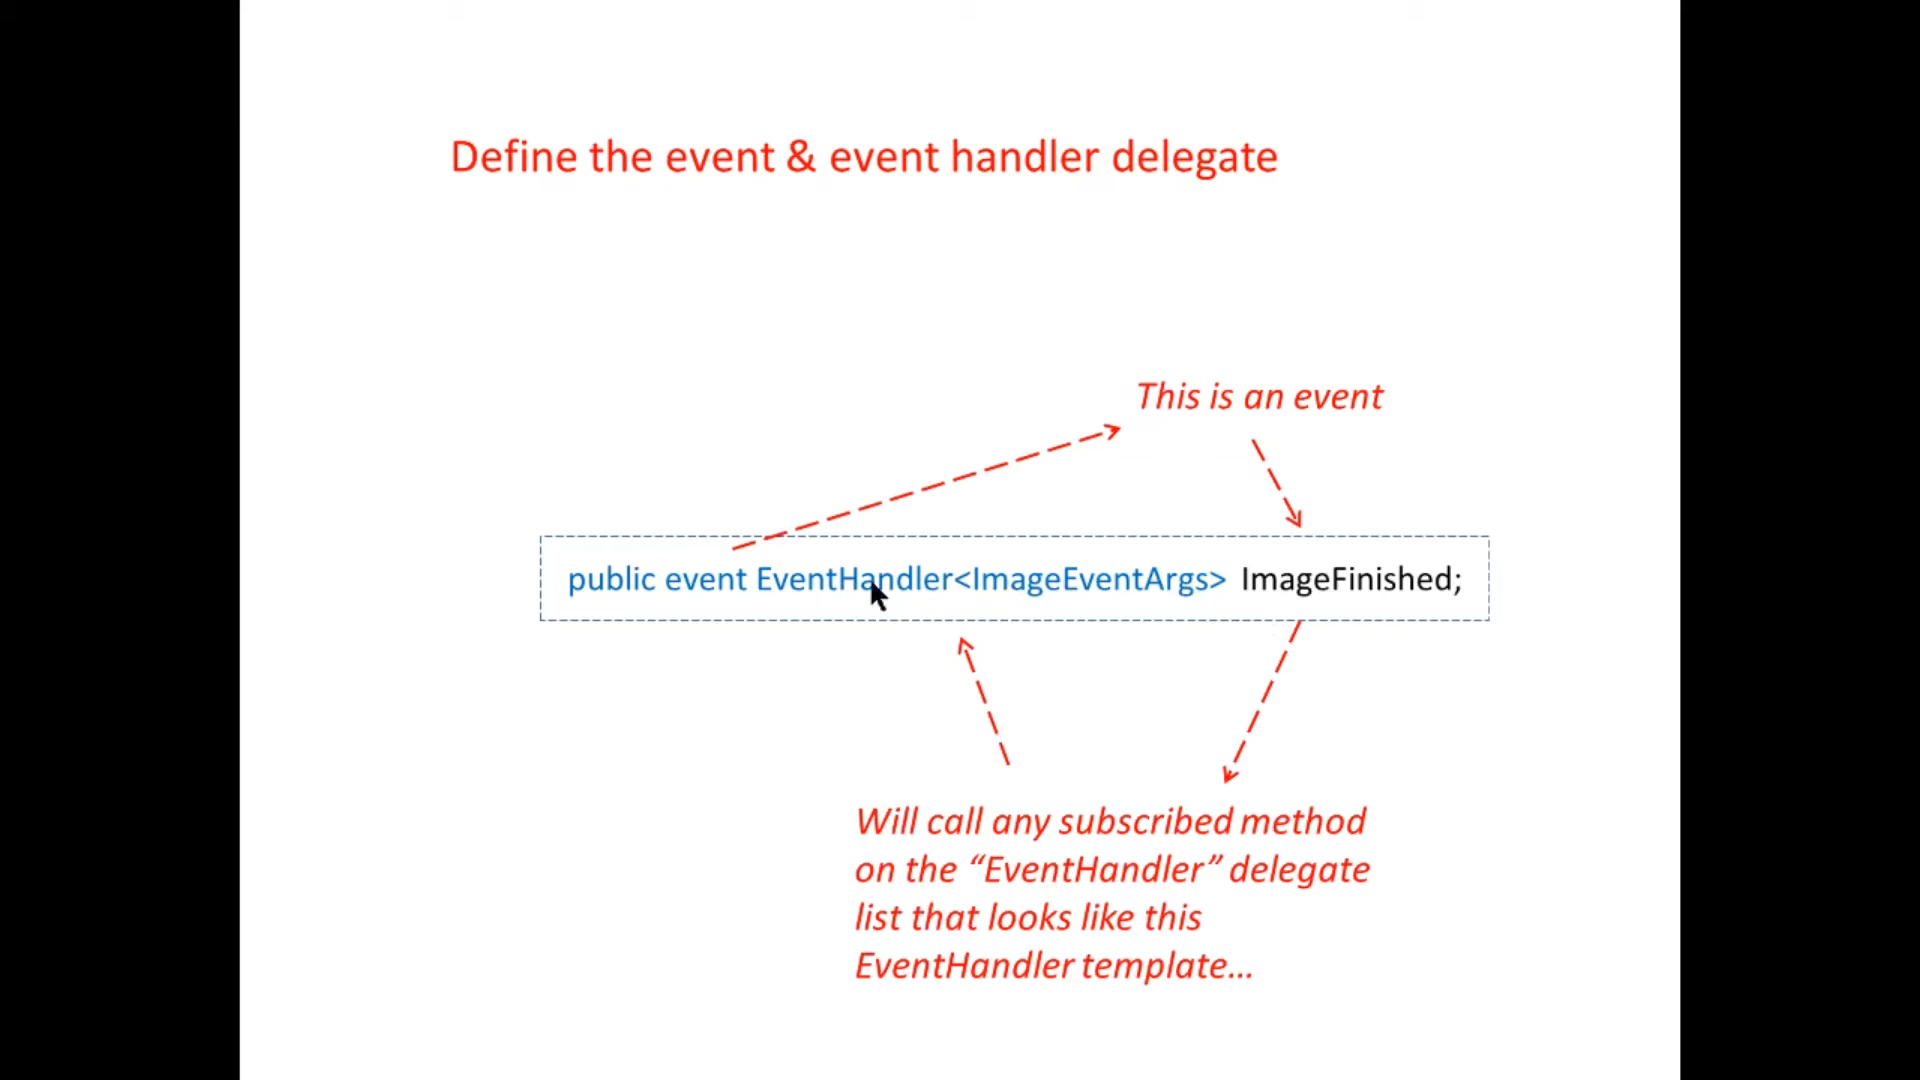 Define the event & event handler delegate
This is an event
public event EventHandler<ImageEventArgs> ImageFinished;
Will call any subscribed method
on the “EventHandler” delegate
list that looks like this
EventHandler template...